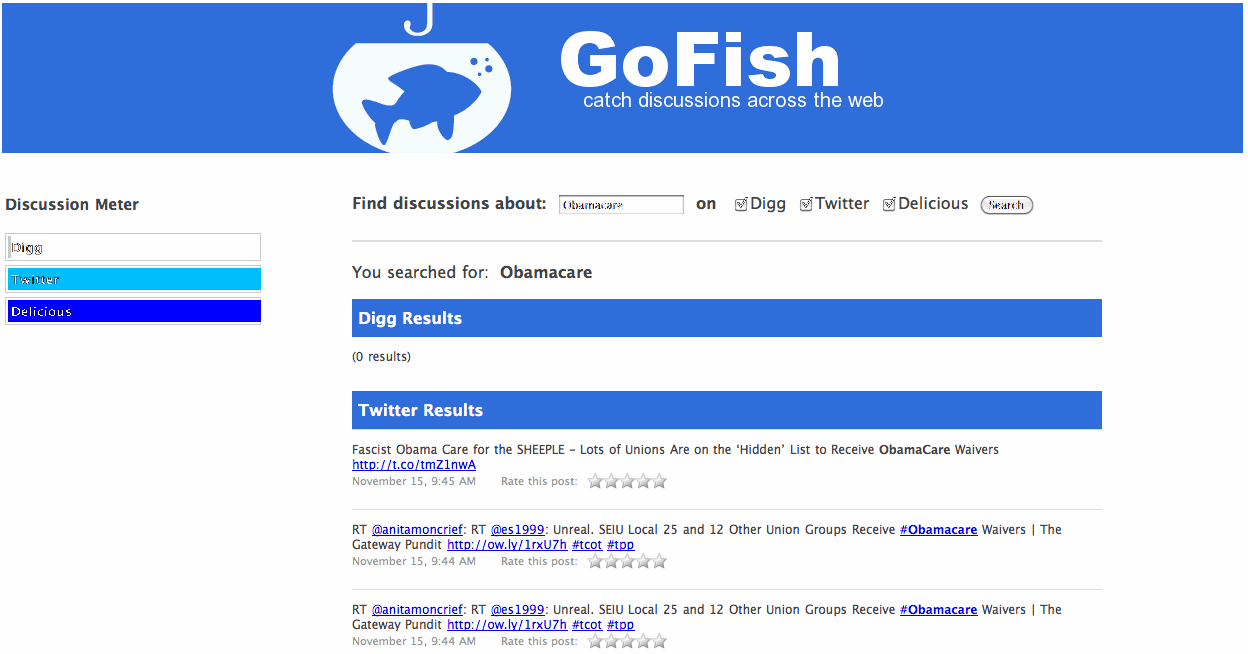 GoFish
catch discussions across the web
Discussion Meter
Digg
Twitter
Delicious
Find discussions about: Obamacare on Digg Twitter Delicious Search
You searched for: Obamacare
Digg Results
(0 results)
Twitter Results
Fascist Obama Care for the SHEEPLE – Lots of Unions Are on the ‘Hidden’ List to Receive ObamaCare Waivers
http://t.co/tmZ1nwA
November 15, 9:45 AM Rate this post:
RT @anitamoncrief: RT @es1999: Unreal. SEIU Local 25 and 12 Other Union Groups Receive #Obamacare Waivers | The
Gateway Pundit http://ow.ly/1rxU7h #tcot #tpp
November 15, 9:44 AM Rate this post:
RT @anitamoncrief: RT @es1999: Unreal. SEIU Local 25 and 12 Other Union Groups Receive #Obamacare Waivers | The
Gateway Pundit http://ow.ly/1rxU7h #tcot #tpp
November 15, 9:44 AM Rate this post: